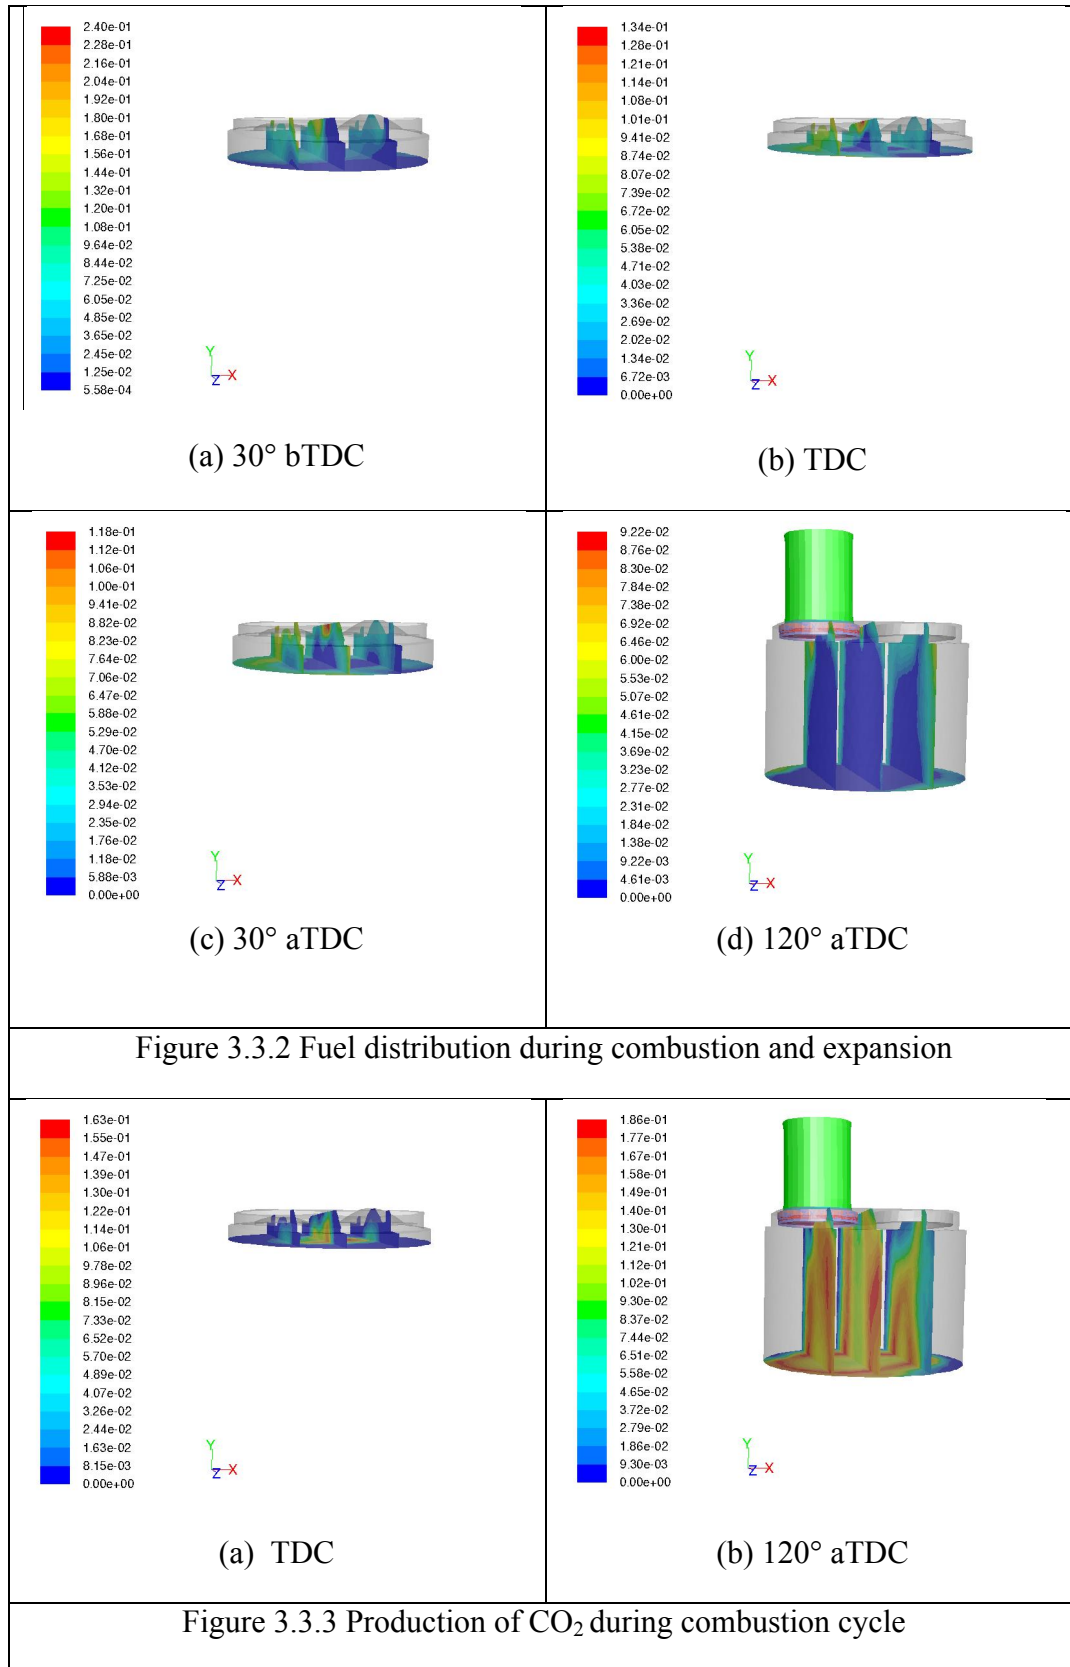 2.40e-01
2.28e-01
2.16e-01
2.04e-01
1.92e-01
1.80e-01
1.68e-01
1.56e-01
1.44e-01
1.32e-01
1.20e-01
1.08e-01
9.64e-02
8.44e-02
7.25e-02
6.05e-02
4.85e-02
3.65e-02
2.45e-02
1.25e-02
5.58e-04
Y
Z X
(a) 30° bTDC
1.34e-01
1.28e-01
1.21e-01
1.14e-01
1.08e-01
1.01e-01
9.41e-02
8.74e-02
8.07e-02
7.39e-02
6.72e-02
6.05e-02
5.38e-02
4.71e-02
4.03e-02
3.36e-02
2.69e-02
2.02e-02
1.34e-02
6.72e-03
0.00e+00
Y
Z X
(b) TDC
1.18e-01
1.12e-01
1.06e-01
1.00e-01
9.41e-02
8.82e-02
8.23e-02
7.64e-02
7.06e-02
6.47e-02
5.88e-02
5.29e-02
4.70e-02
4.12e-02
3.53e-02
2.94e-02
2.35e-02
1.76e-02
1.18e-02
5.88e-03
0.00e+00
Y
Z X
(c) 30° aTDC
9.22e-02
8.76e-02
8.30e-02
7.84e-02
7.38e-02
6.92e-02
6.46e-02
6.00e-02
5.53e-02
5.07e-02
4.61e-02
4.15e-02
3.69e-02
3.23e-02
2.77e-02
2.31e-02
1.84e-02
1.38e-02
9.22e-03
4.61e-03
0.00e+00
Y
Z X
(d) 120° aTDC
Figure 3.3.2 Fuel distribution during combustion and expansion
1.63e-01
1.55e-01
1.47e-01
1.39e-01
1.30e-01
1.22e-01
1.14e-01
1.06e-01
9.78e-02
8.96e-02
8.15e-02
7.33e-02
6.52e-02
5.70e-02
4.89e-02
4.07e-02
3.26e-02
2.44e-02
1.63e-02
8.15e-03
0.00e+00
Y
Z X
(a) TDC
1.86e-01
1.77e-01
1.67e-01
1.58e-01
1.49e-01
1.40e-01
1.30e-01
1.21e-01
1.12e-01
1.02e-01
9.30e-02
8.37e-02
7.44e-02
6.51e-02
5.58e-02
4.65e-02
3.72e-02
2.79e-02
1.86e-02
9.30e-03
0.00e+00
Y
Z X
(b) 120° aTDC
Figure 3.3.3 Production of CO₂ during combustion cycle